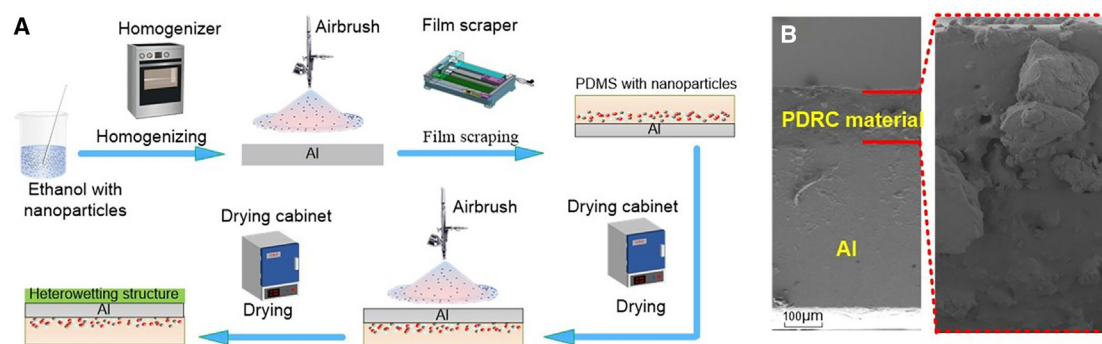 A
Homogenizer
Airbrush
Film scraper
PDMS with nanoparticles
Al
Homogenizing
Al
Film scraping
Ethanol with
nanoparticles
Drying cabinet
Airbrush
Drying cabinet
Drying
Drying
Heterowetting structure
Al
Al
B
PDRC material
Al
100μm